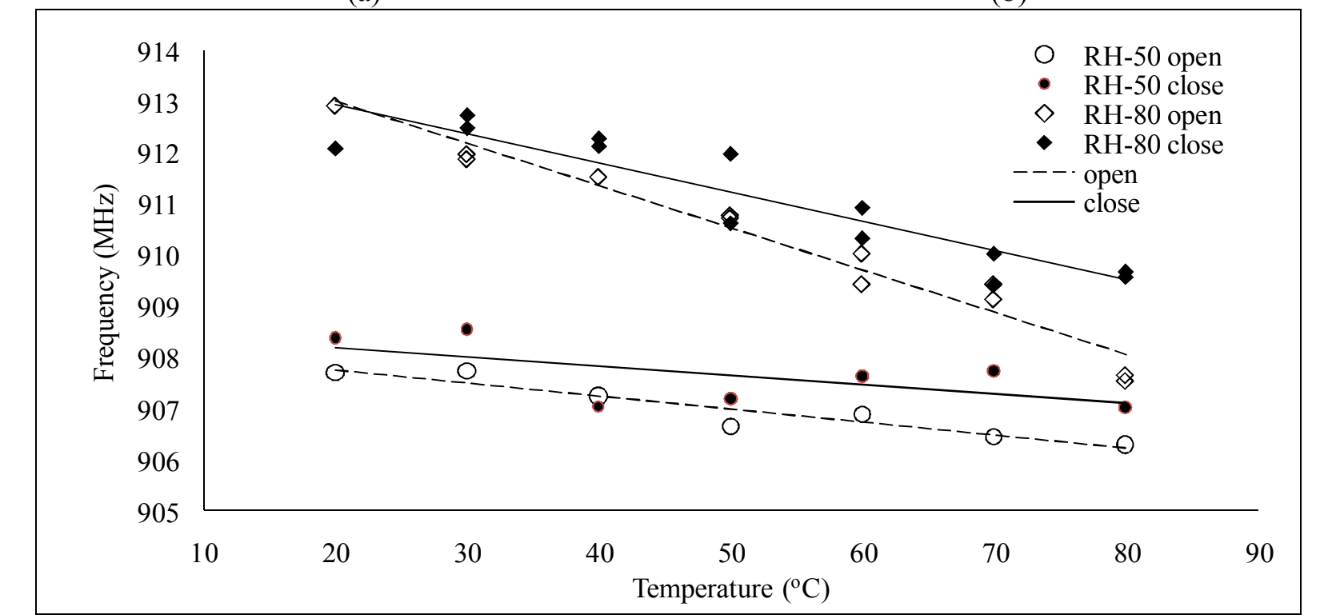 (a) (b)
914
913
912
911
910
909
908
907
906
905
Frequency (MHz)
RH-50 open
RH-50 close
RH-80 open
RH-80 close
open
close
10 20 30 40 50 60 70 80 90
Temperature (°C)